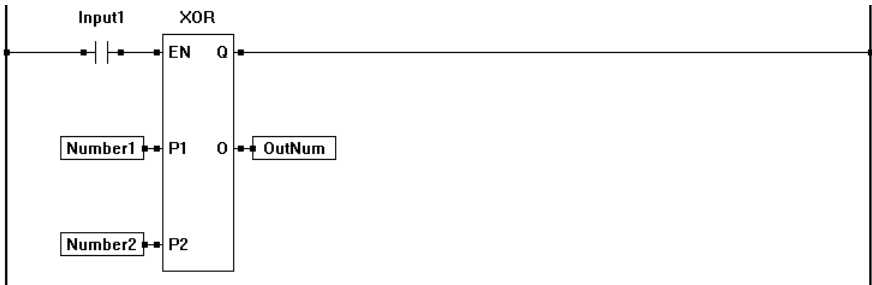 Input1 XOR
EN Q
Number1 P1 O OutNum
Number2 P2